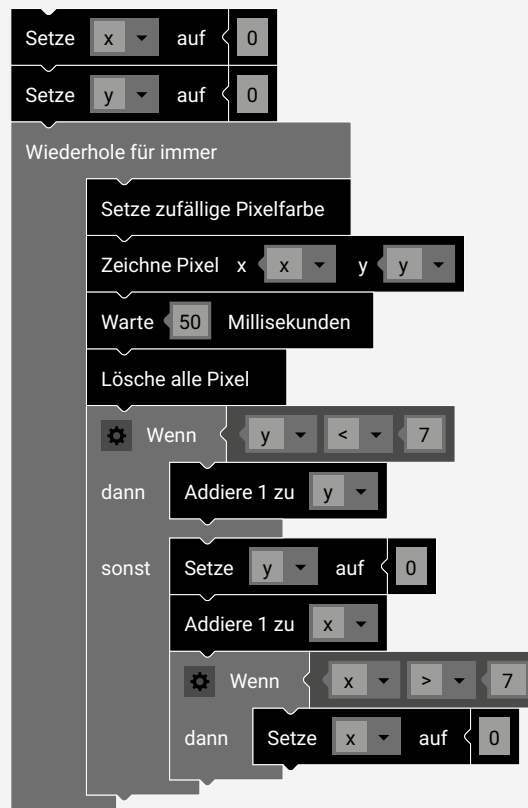 Setze x auf 0
Setze y auf 0
Wiederhole für immer
Setze zufällige Pixelfarbe
Zeichne Pixel x x y y
Warte 50 Millisekunden
Lösche alle Pixel
Wenn y < 7
dann Addiere 1 zu y
sonst Setze y auf 0
Addiere 1 zu x
Wenn x > 7
dann Setze x auf 0